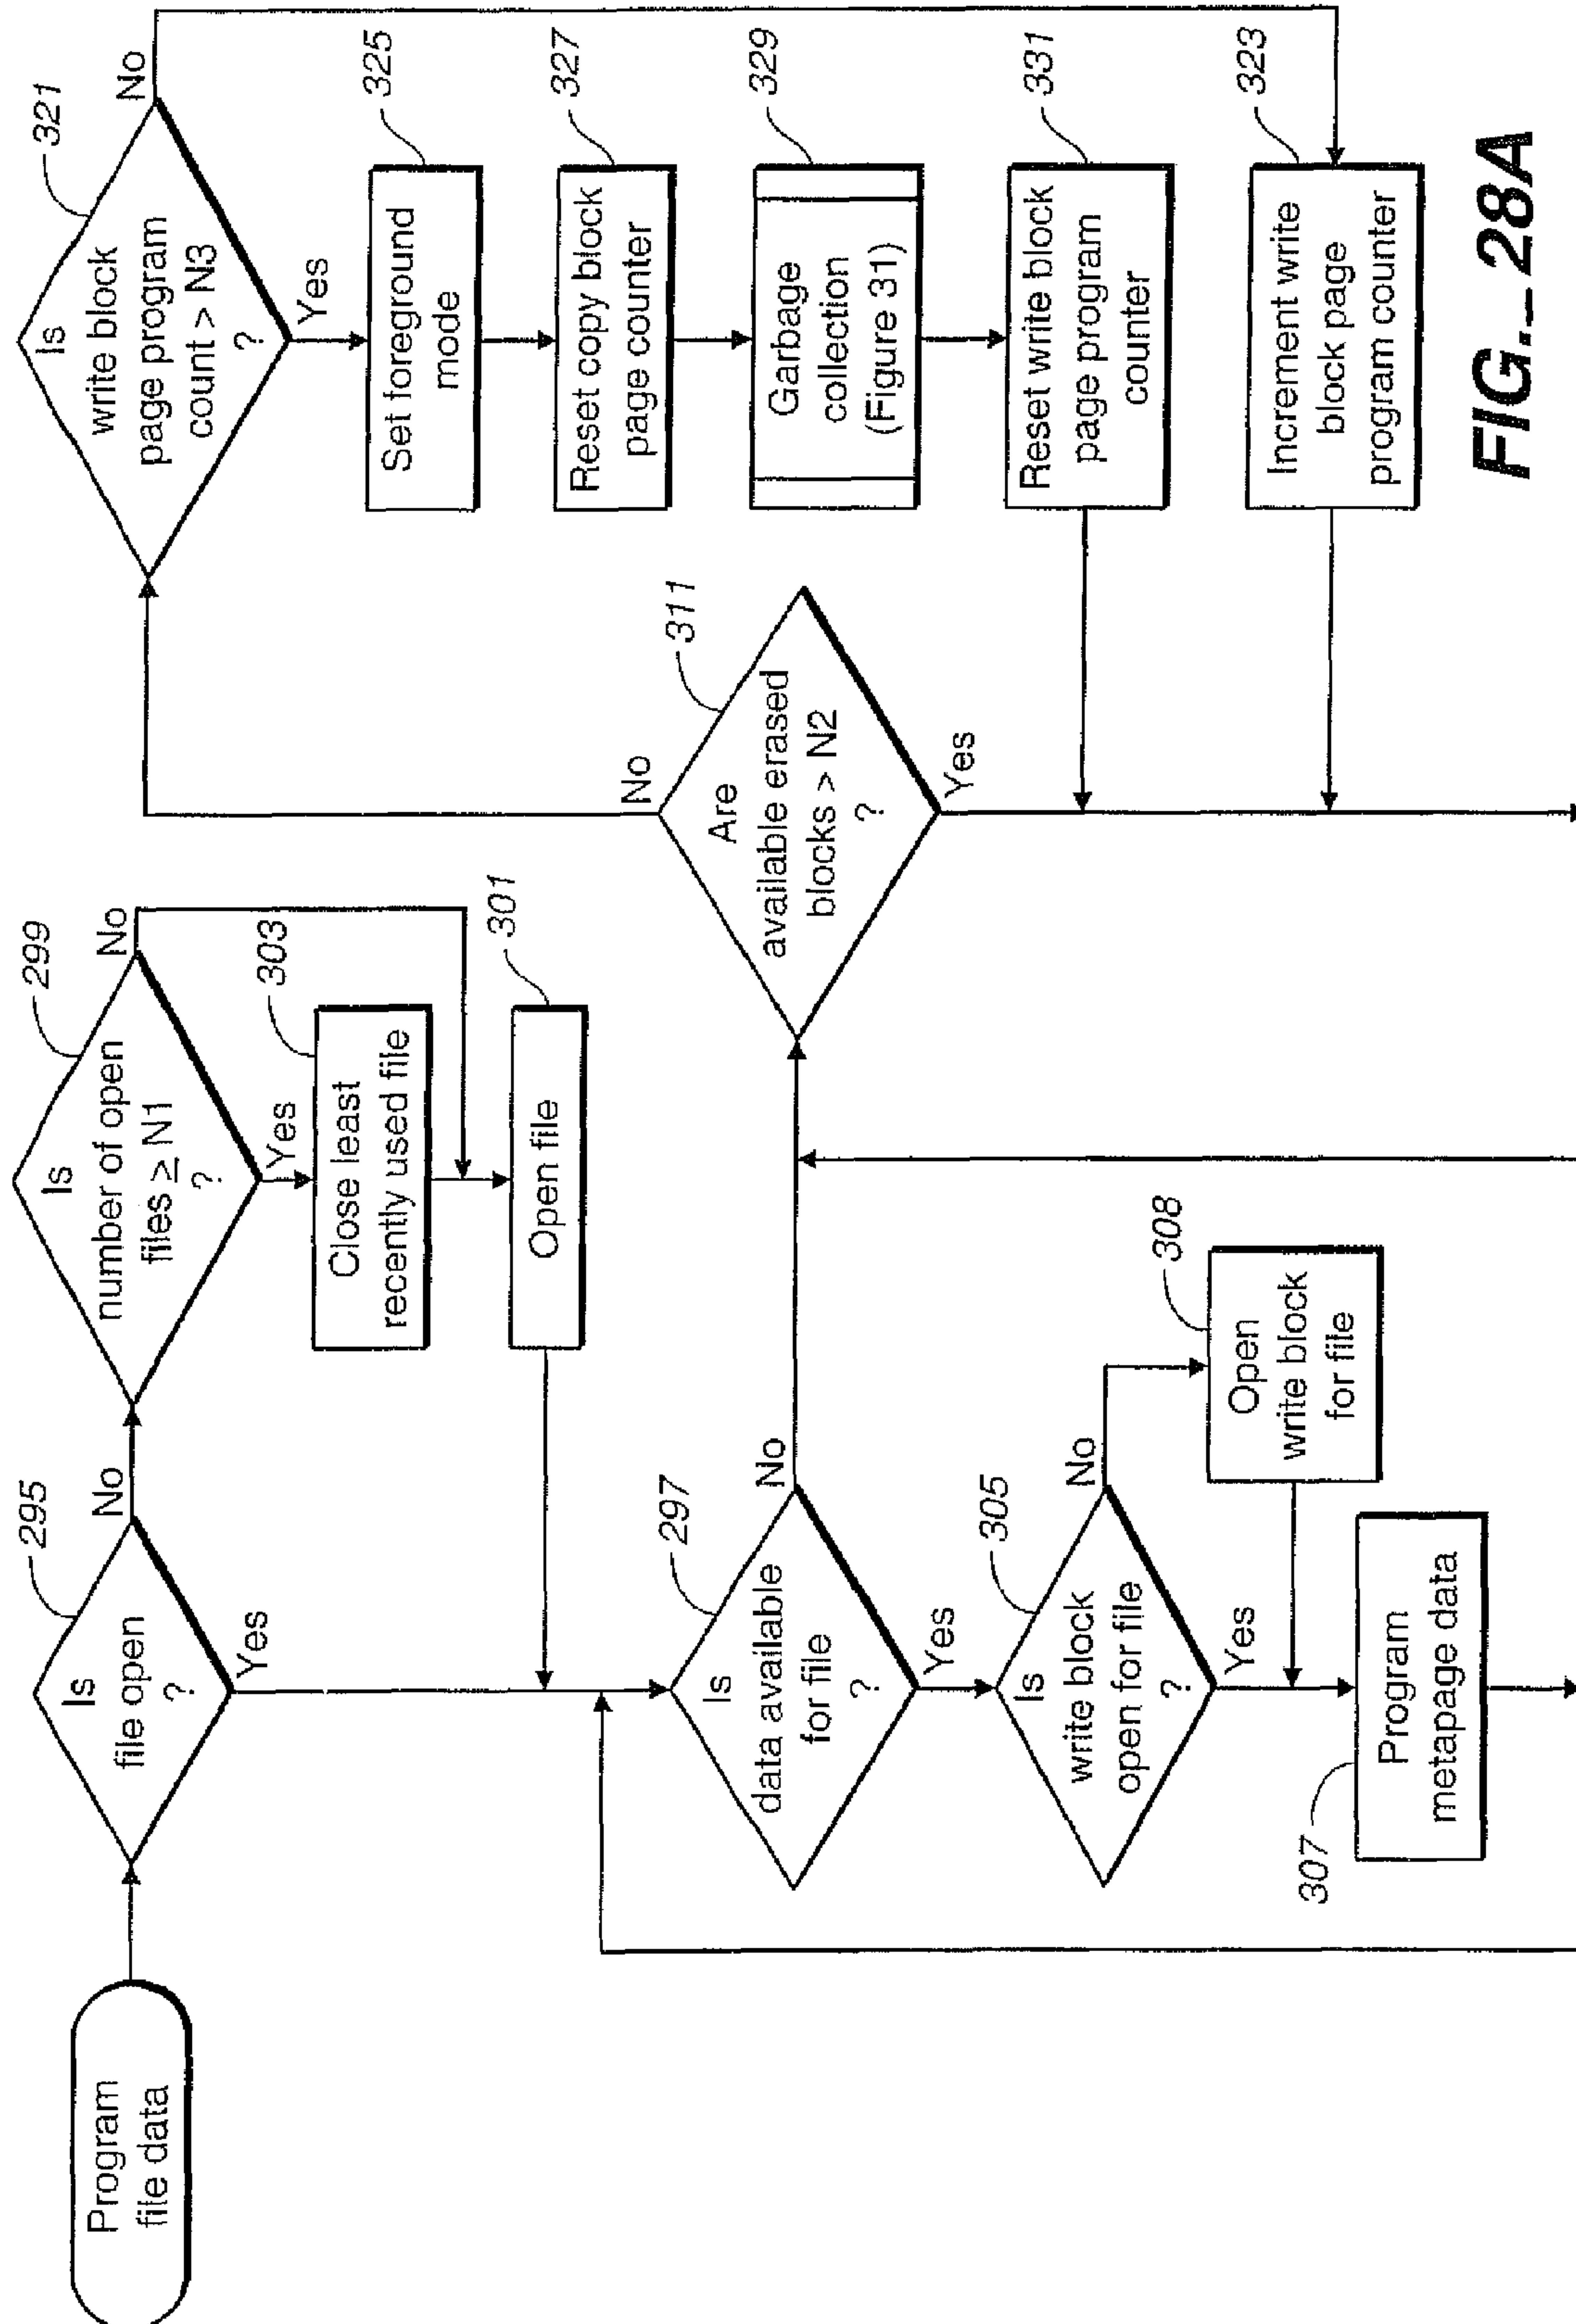 Program
file data
295
Is
file open
?
No
Yes
299
Is
number of open
files ≥ N1
?
No
Yes
303
Close least
recently used file
301
Open file
297
Is
data available
for file
?
No
Yes
305
Is
write block
open for file
?
No
Yes
308
Open
write block
for file
307
Program
metapage data
311
Are
available erased
blocks > N2
?
No
Yes
321
Is
write block
page program
count > N3
?
No
Yes
325
Set foreground
mode
327
Reset copy block
page counter
329
Garbage
collection
(Figure 31)
331
Reset write block
page program
counter
323
Increment write
block page
program counter
FIG._28A